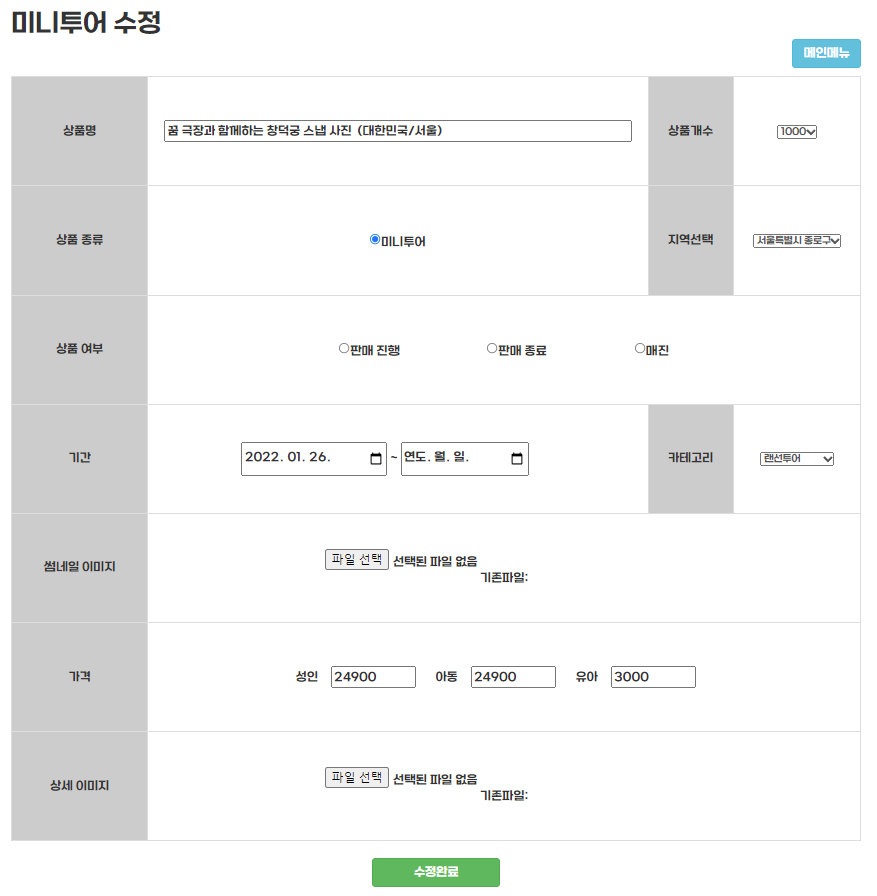 미니투어 수정
메인메뉴
상품명 꿈 극장과 함께하는 창덕궁 스냅 사진 (대한민국/서울) 상품개수 1000
상품 종류 미니투어 지역선택 서울특별시 종로구
상품 여부 판매 진행 판매 종료 매진
기간 2022. 01. 26. ~ 연도. 월. 일. 카테고리 랜선투어
썸네일 이미지 파일 선택 선택된 파일 없음
기존파일:
가격 성인 24900 아동 24900 유아 3000
상세 이미지 파일 선택 선택된 파일 없음
기존파일:
수정완료